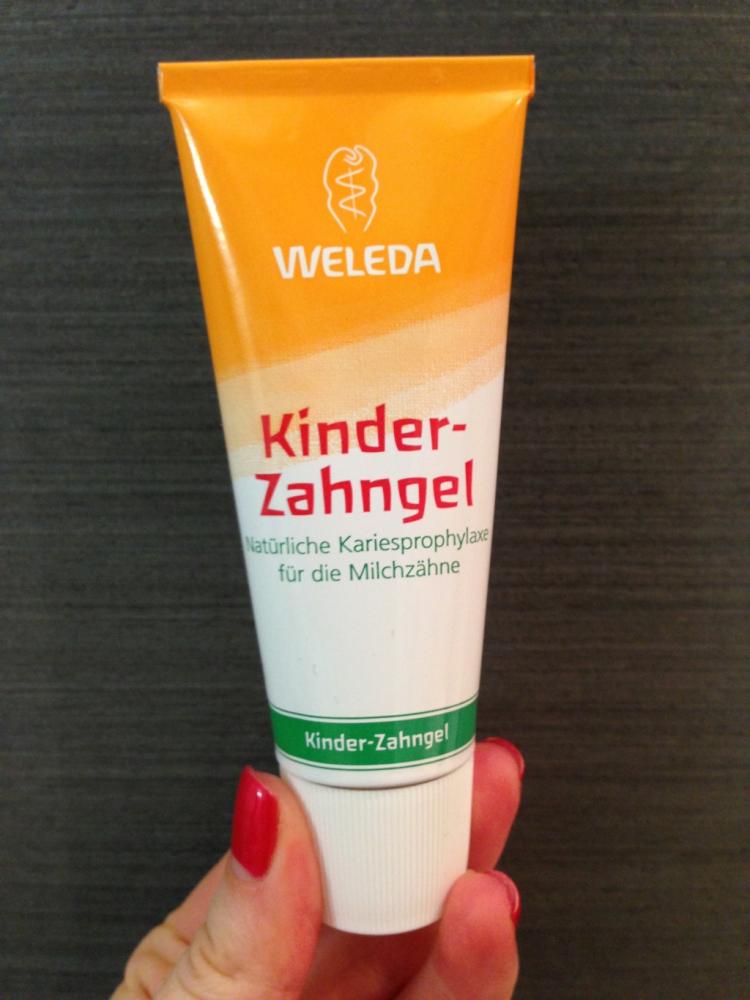 WELEDA
Kinder-
Zahngel
Natürliche Kariesprophylaxe
für die Milchzähne
Kinder-Zahngel